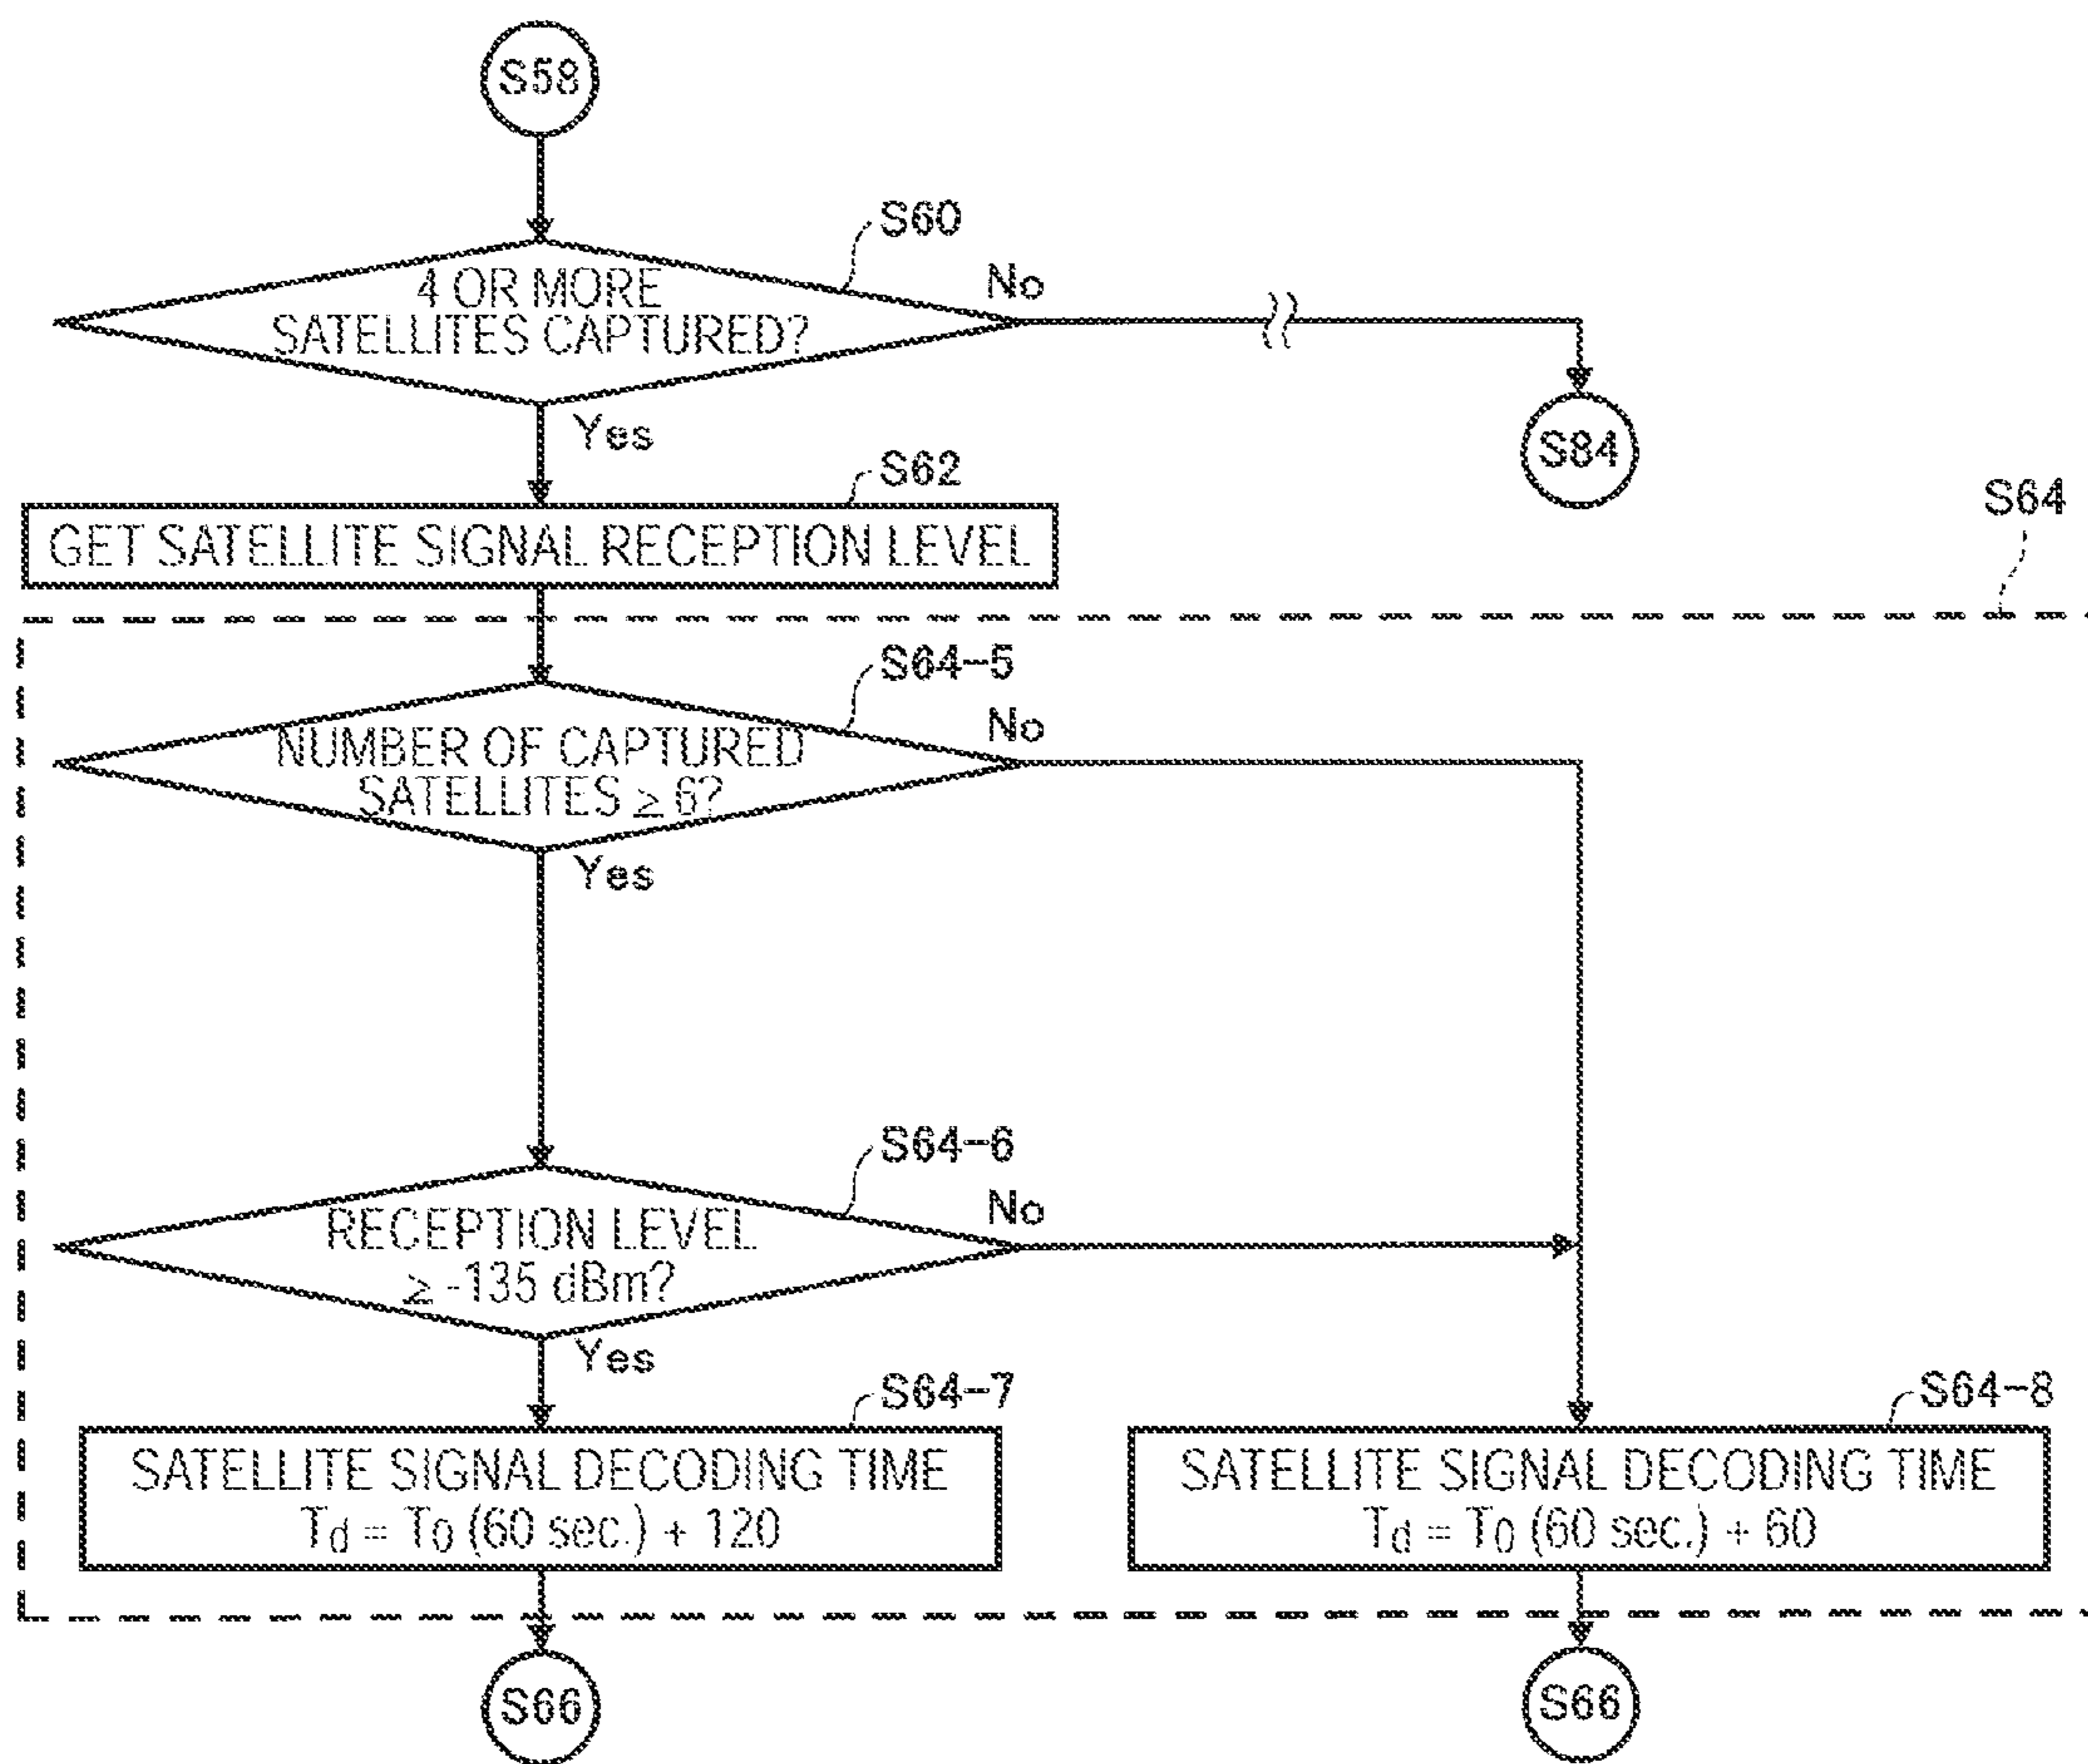 S58
S60
4 OR MORE
SATELLITES CAPTURED?
No
Yes
S84
S62
GET SATELLITE SIGNAL RECEPTION LEVEL
S64
S64-5
NUMBER OF CAPTURED
SATELLITES ≥ 6?
No
Yes
S64-6
RECEPTION LEVEL
≥ -135 dBm?
No
Yes
S64-7
SATELLITE SIGNAL DECODING TIME
Td = T0 (60 sec.) + 120
S64-8
SATELLITE SIGNAL DECODING TIME
Td = T0 (60 sec.) + 60
S66
S66